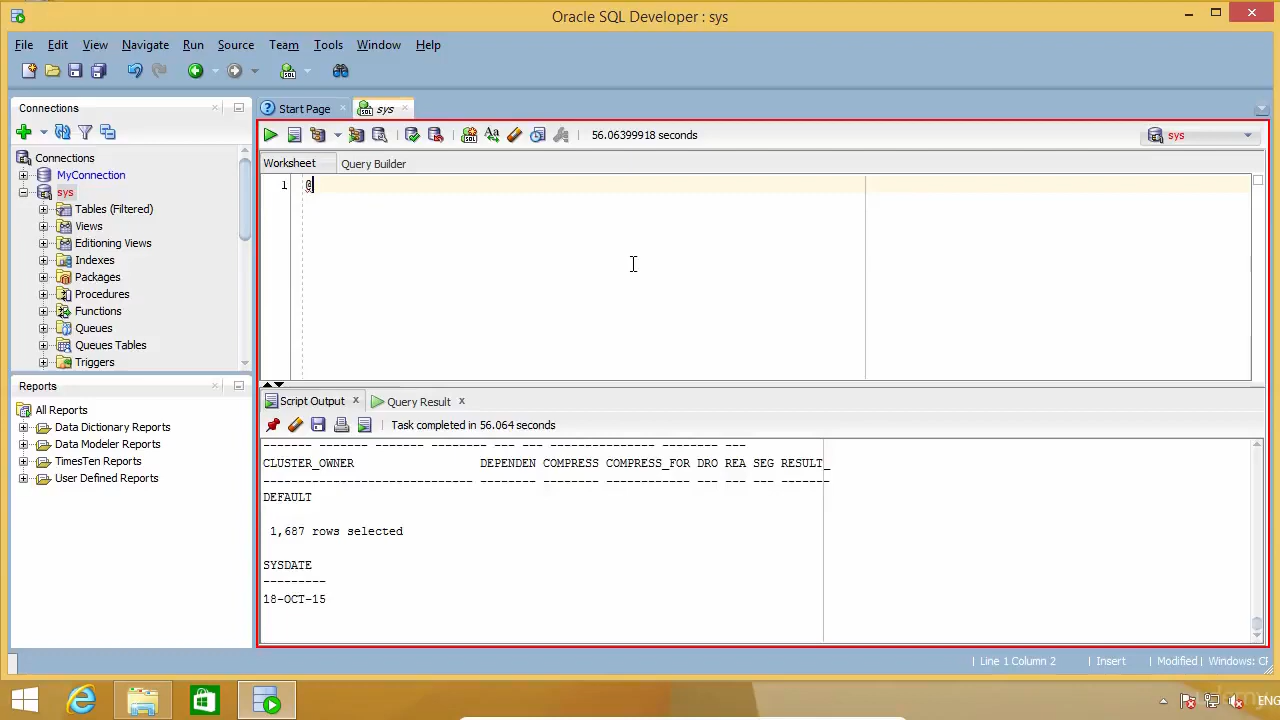 Oracle SQL Developer : sys
File Edit View Navigate Run Source Team Tools Window Help
Connections
Start Page
sys
56.06399918 seconds
sys
Worksheet
Query Builder
Connections
MyConnection
sys
Tables (Filtered)
Views
Editioning Views
Indexes
Packages
Procedures
Functions
Queues
Queues Tables
Triggers
1 @
Reports
All Reports
Data Dictionary Reports
Data Modeler Reports
TimesTen Reports
User Defined Reports
Script Output
Query Result
Task completed in 56.064 seconds
------- ------- ------- -------- --- --- --------------- -------- ---
CLUSTER_OWNER DEPENDEN COMPRESS COMPRESS_FOR DRO REA SEG RESULT_
------------------------------ -------- -------- ------------ --- --- --- -------
DEFAULT
1,687 rows selected
SYSDATE
---------
18-OCT-15
Line 1 Column 2 Insert Modified Windows:
ENG